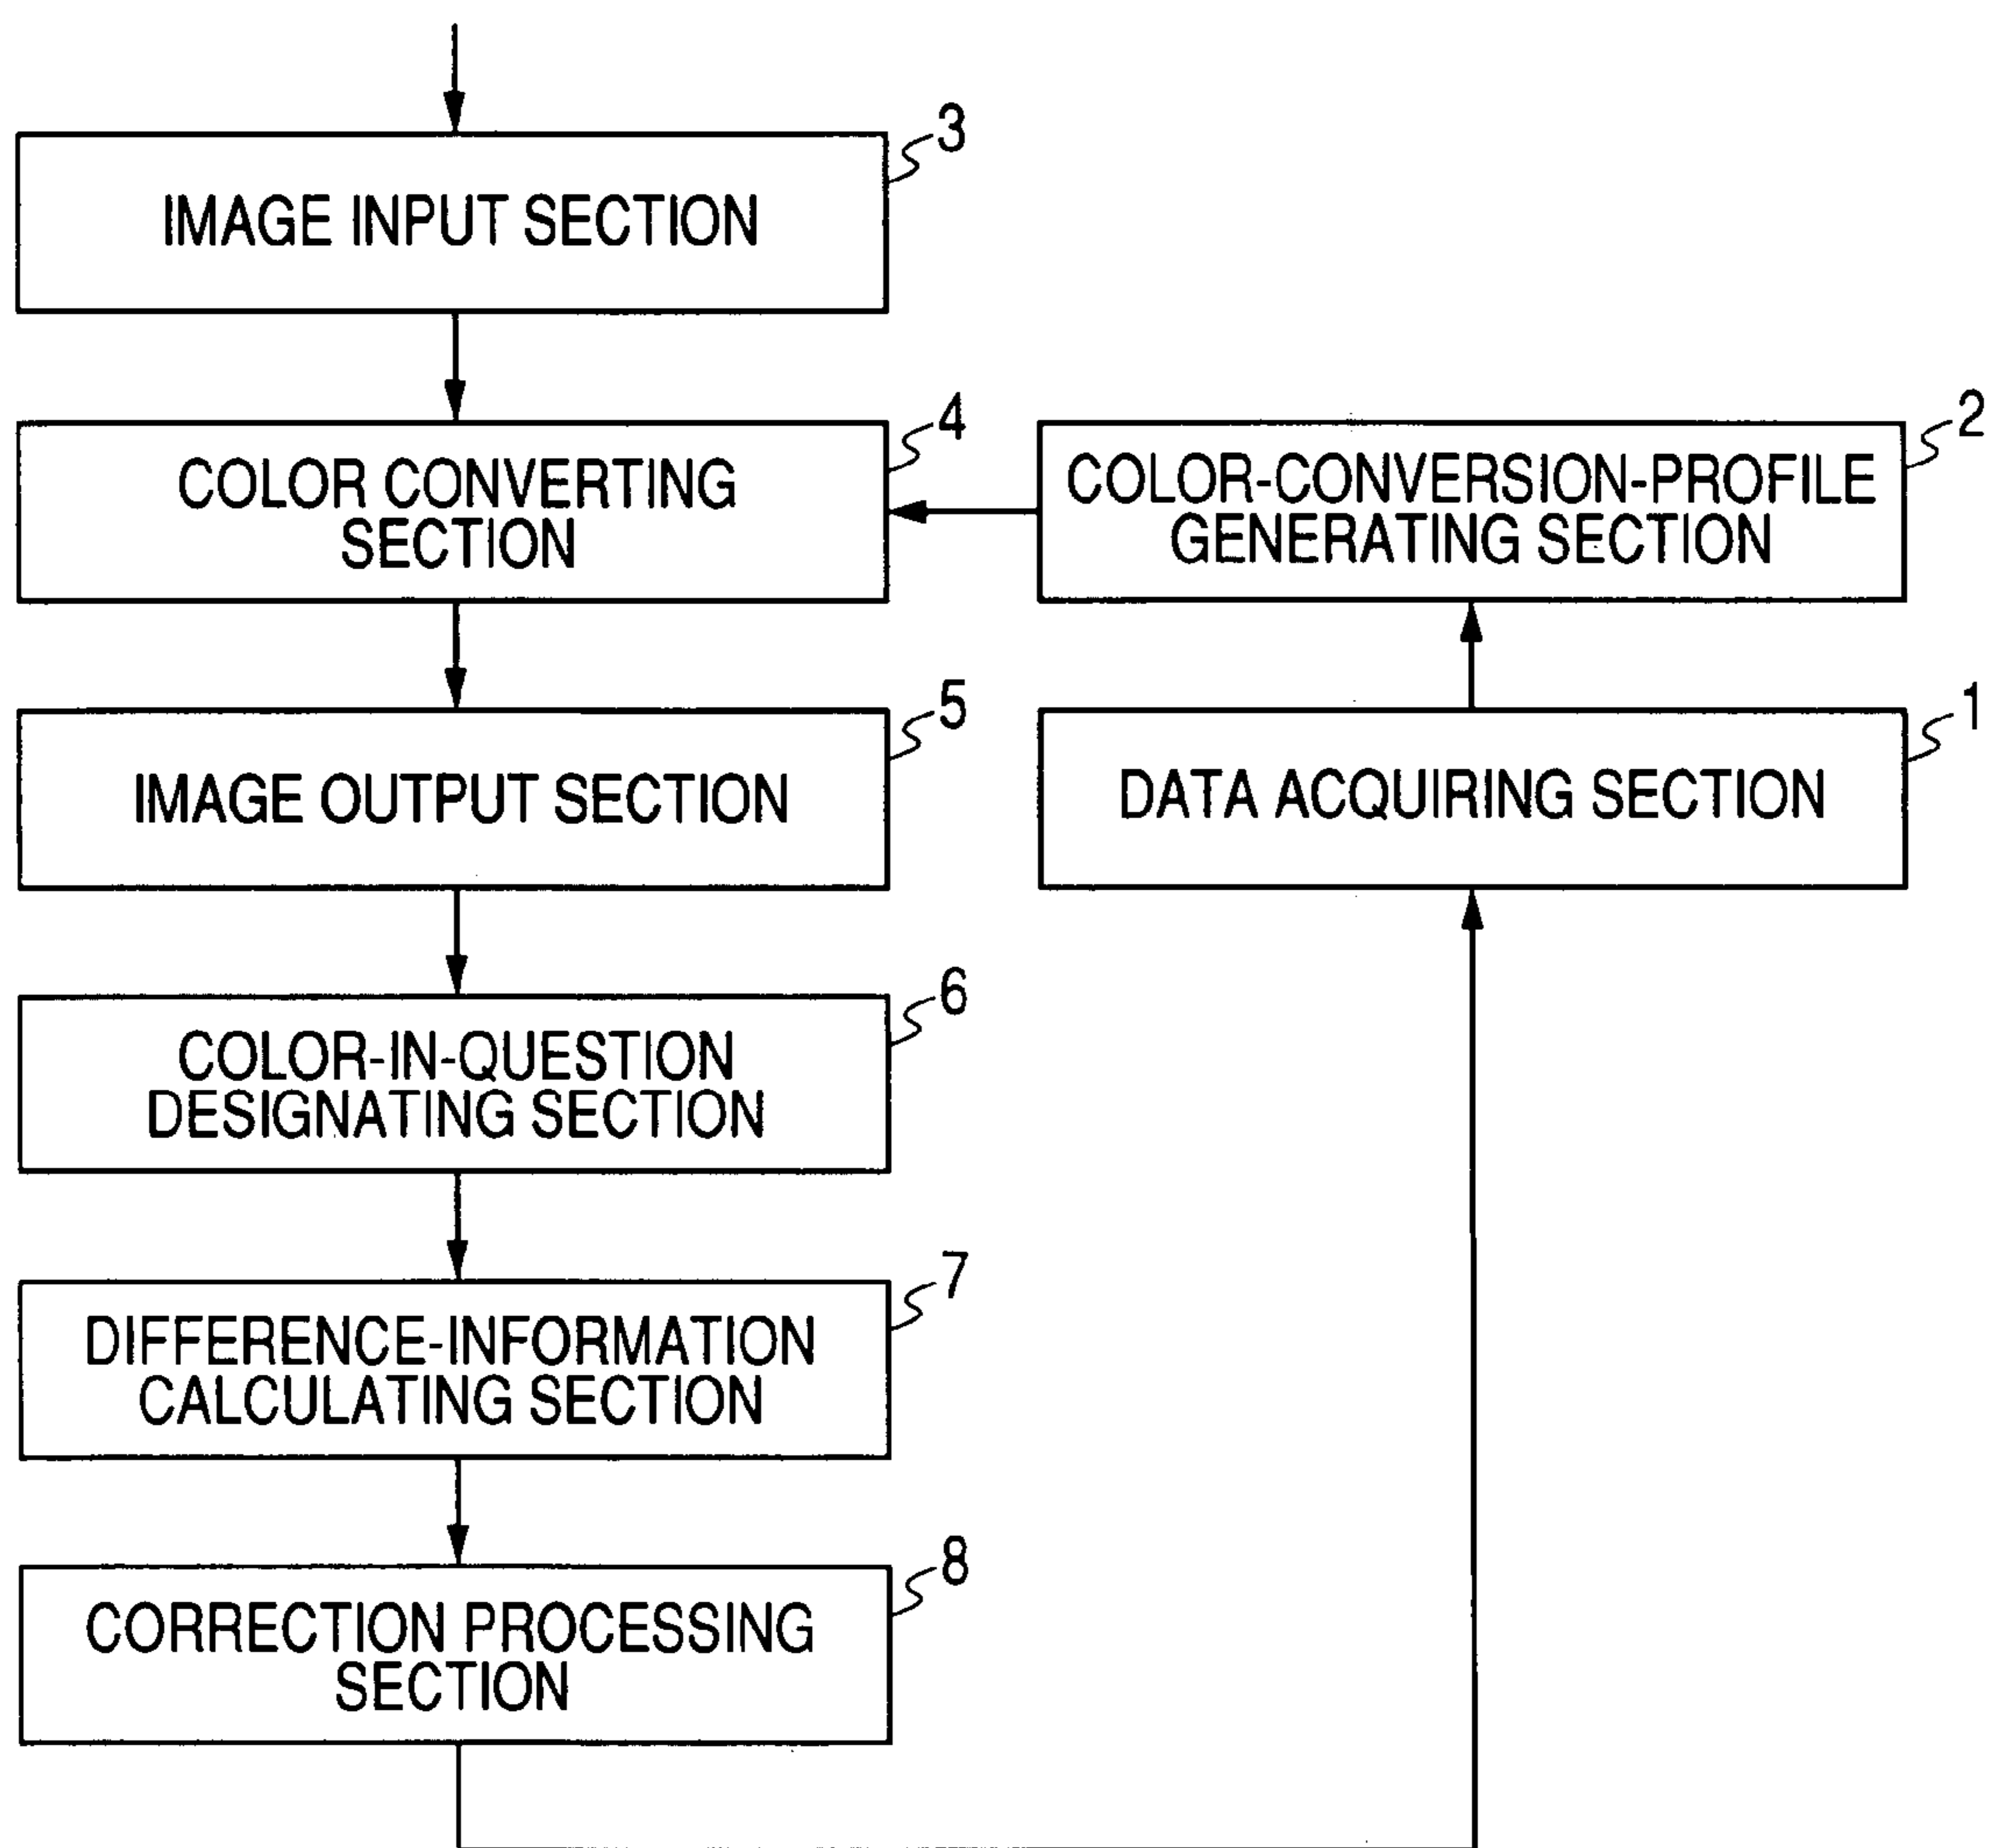 3
IMAGE INPUT SECTION
4
COLOR CONVERTING
SECTION
2
COLOR-CONVERSION-PROFILE
GENERATING SECTION
5
IMAGE OUTPUT SECTION
1
DATA ACQUIRING SECTION
6
COLOR-IN-QUESTION
DESIGNATING SECTION
7
DIFFERENCE-INFORMATION
CALCULATING SECTION
8
CORRECTION PROCESSING
SECTION